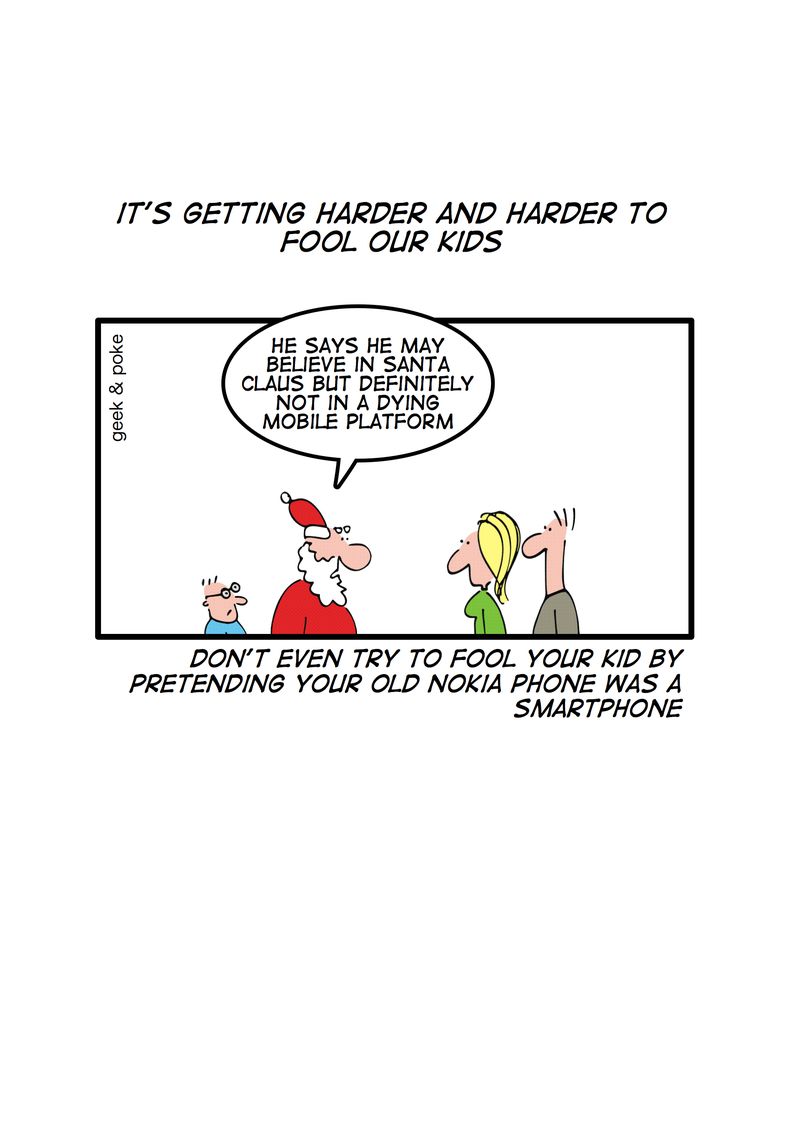 IT'S GETTING HARDER AND HARDER TO
FOOL OUR KIDS
geek & poke
HE SAYS HE MAY
BELIEVE IN SANTA
CLAUS BUT DEFINITELY
NOT IN A DYING
MOBILE PLATFORM
DON'T EVEN TRY TO FOOL YOUR KID BY
PRETENDING YOUR OLD NOKIA PHONE WAS A
SMARTPHONE